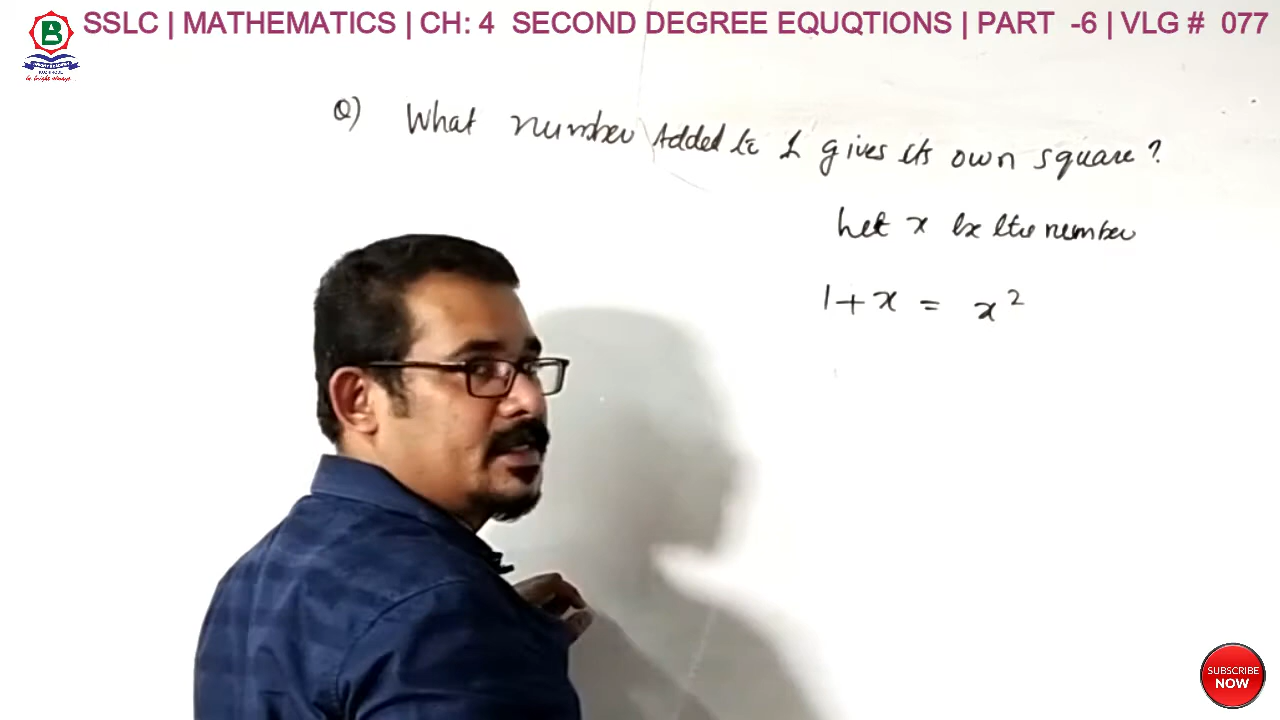 SSLC | MATHEMATICS | CH: 4 SECOND DEGREE EQUQTIONS | PART -6 | VLG # 077
B
Q) What number Added to 1 gives its own square?
Let x be the number
1 + x = x²
SUBSCRIBE
NOW